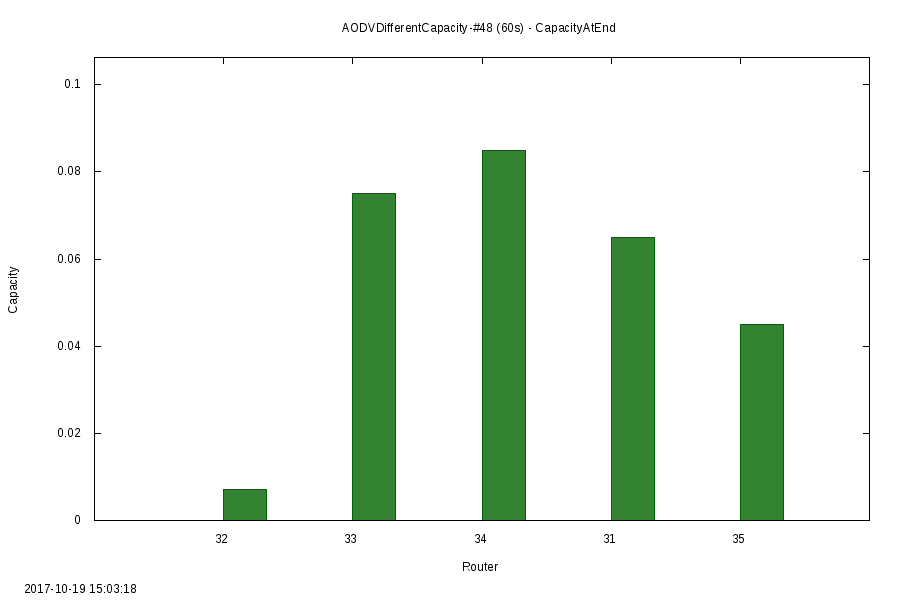 AODVDifferentCapacity-#48 (60s) - CapacityAtEnd
0.1
0.08
0.06
0.04
0.02
0
Capacity
32 33 34 31 35
Router
2017-10-19 15:03:18